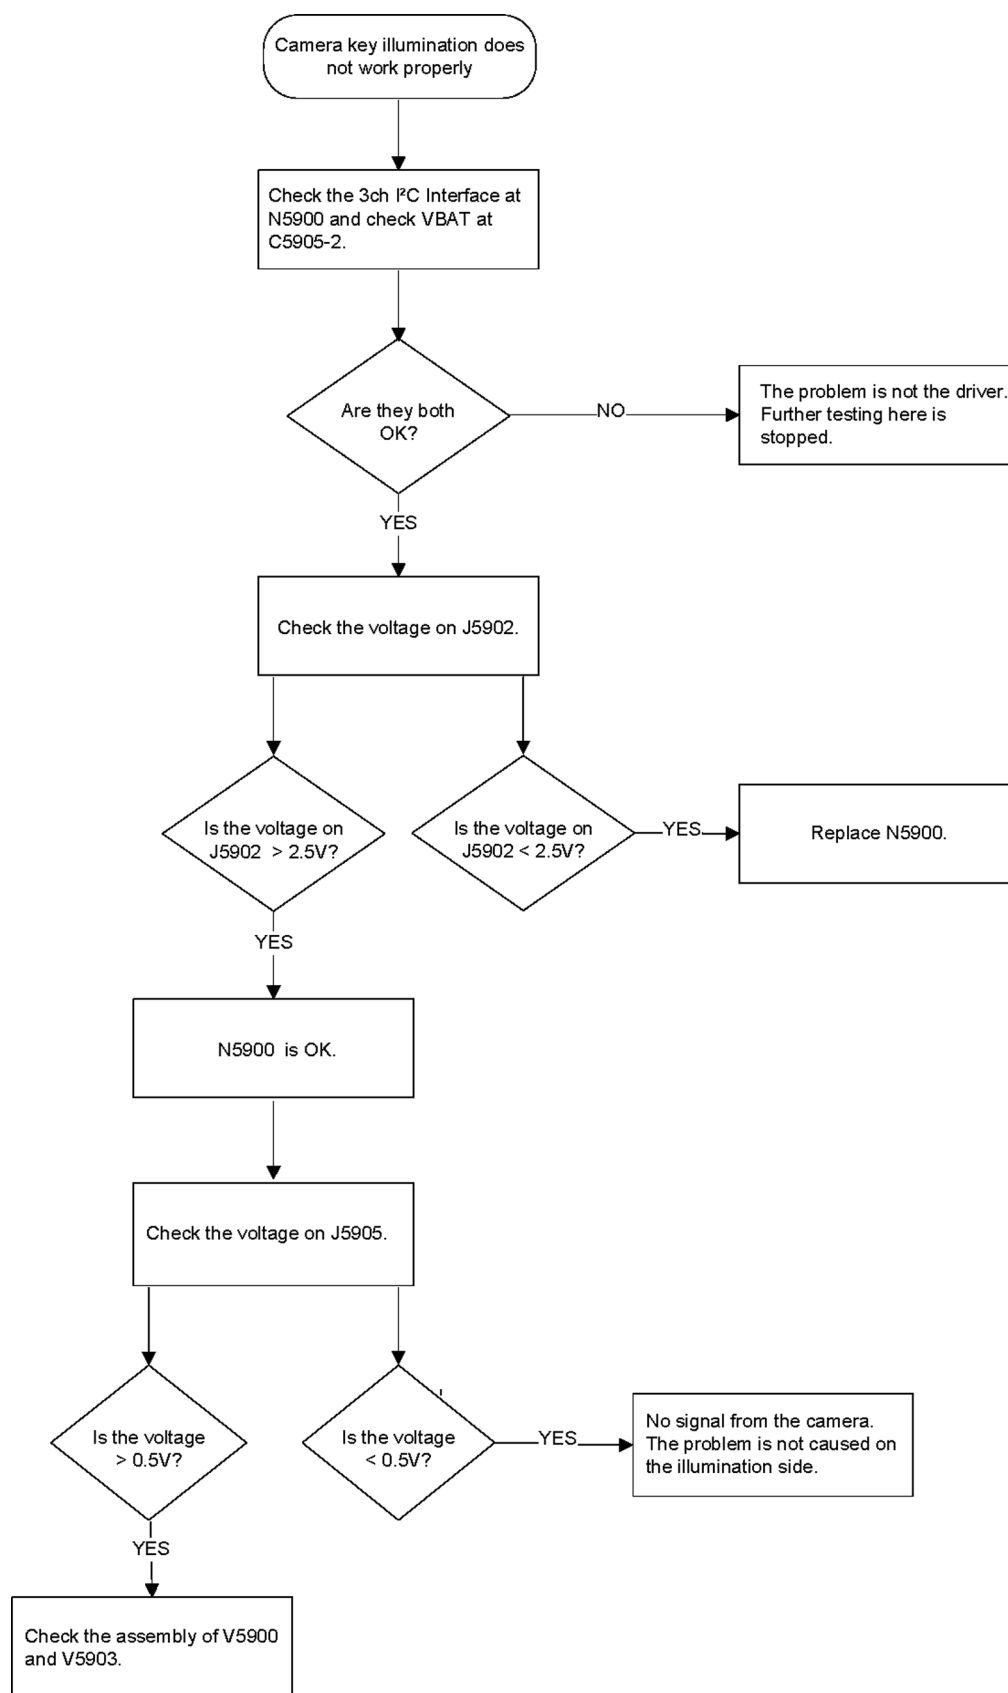 Camera key illumination does
not work properly
Check the 3ch I²C Interface at
N5900 and check VBAT at
C5905-2.
Are they both
OK?
NO
The problem is not the driver.
Further testing here is
stopped.
YES
Check the voltage on J5902.
Is the voltage on
J5902 > 2.5V?
Is the voltage on
J5902 < 2.5V?
YES
Replace N5900.
YES
N5900 is OK.
Check the voltage on J5905.
Is the voltage
> 0.5V?
Is the voltage
< 0.5V?
YES
No signal from the camera.
The problem is not caused on
the illumination side.
YES
Check the assembly of V5900
and V5903.